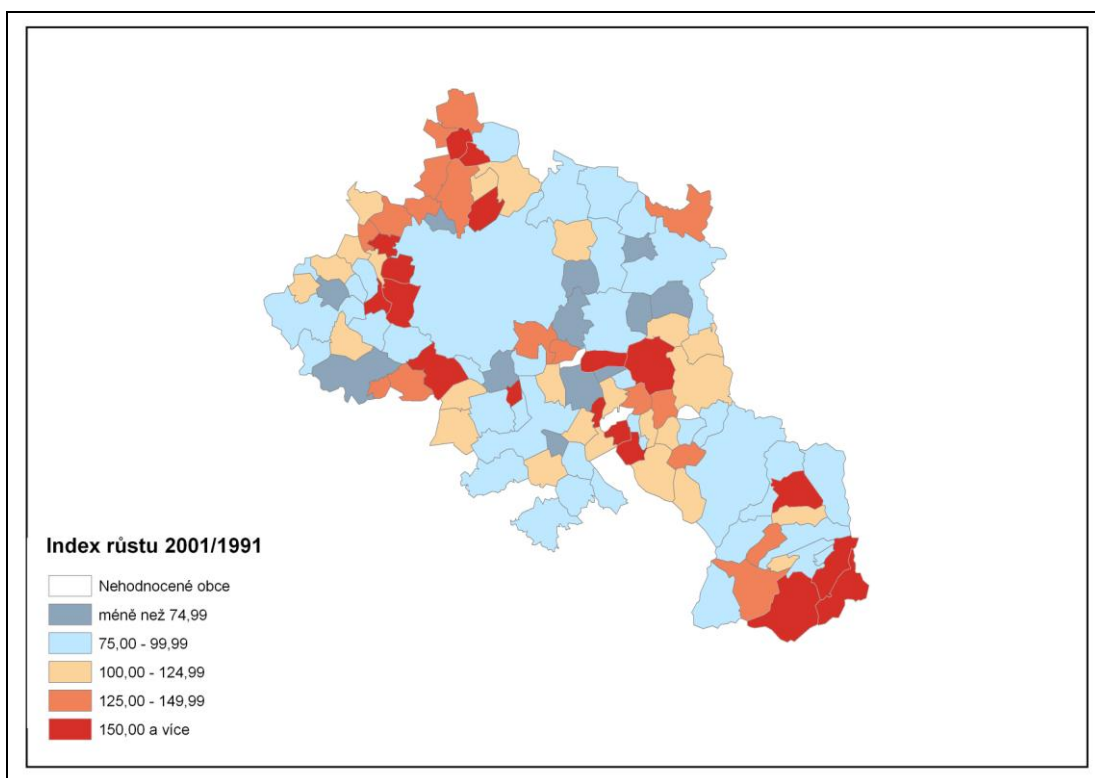 Index růstu 2001/1991
Nehodnocené obce
méně než 74,99
75,00 - 99,99
100,00 - 124,99
125,00 - 149,99
150,00 a více